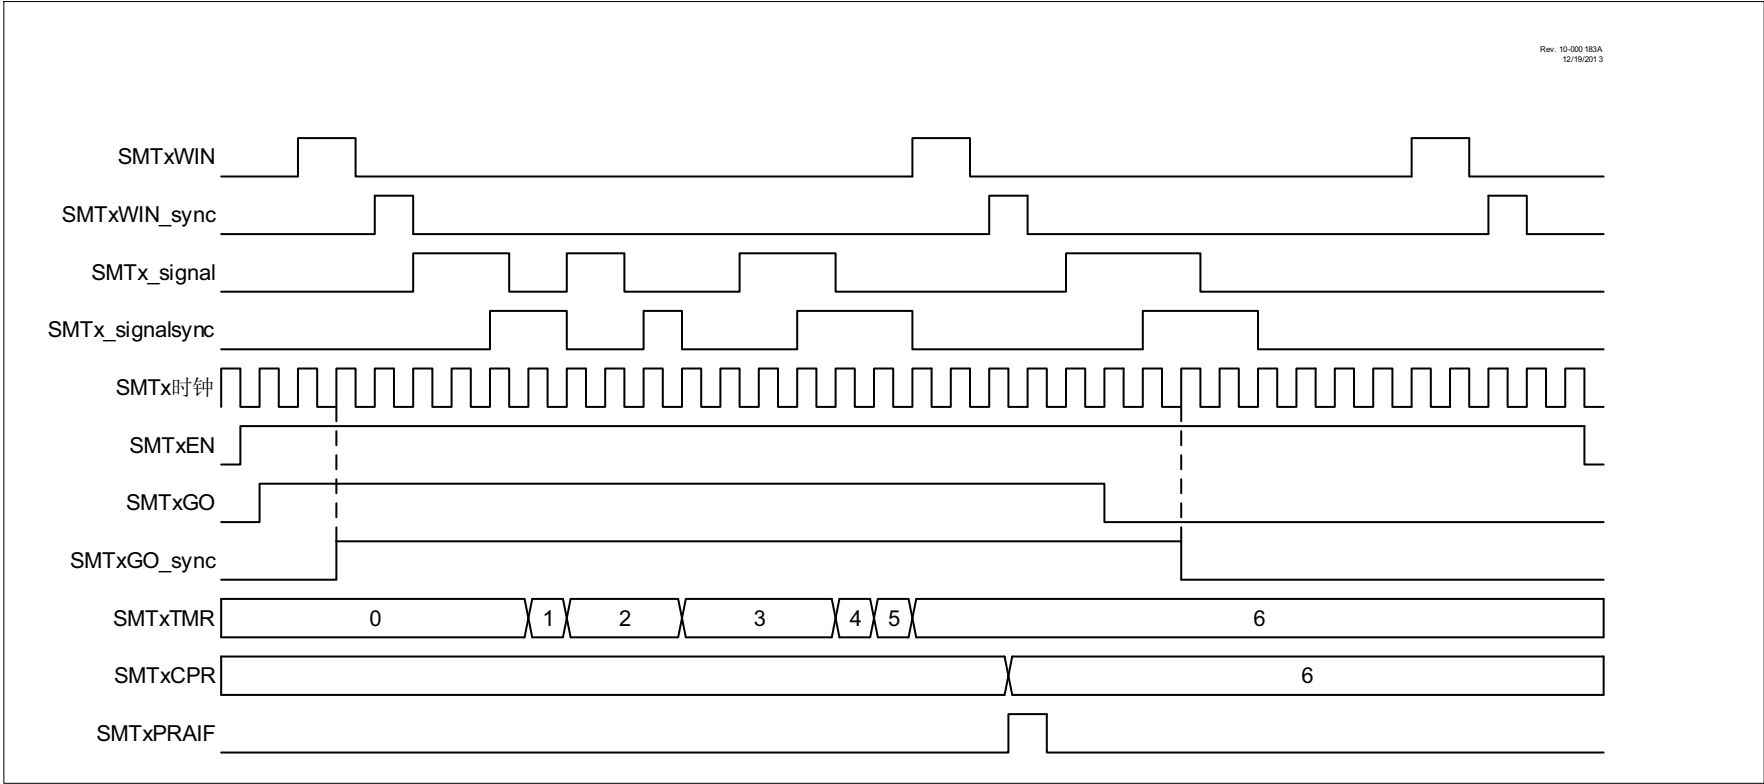 Rev. 10-000 183A
12/19/201 3
SMTxWIN
SMTxWIN_sync
SMTx_signal
SMTx_signalsync
SMTx时钟
SMTxEN
SMTxGO
SMTxGO_sync
SMTxTMR 0 1 2 3 4 5 6
SMTxCPR 6
SMTxPRAIF